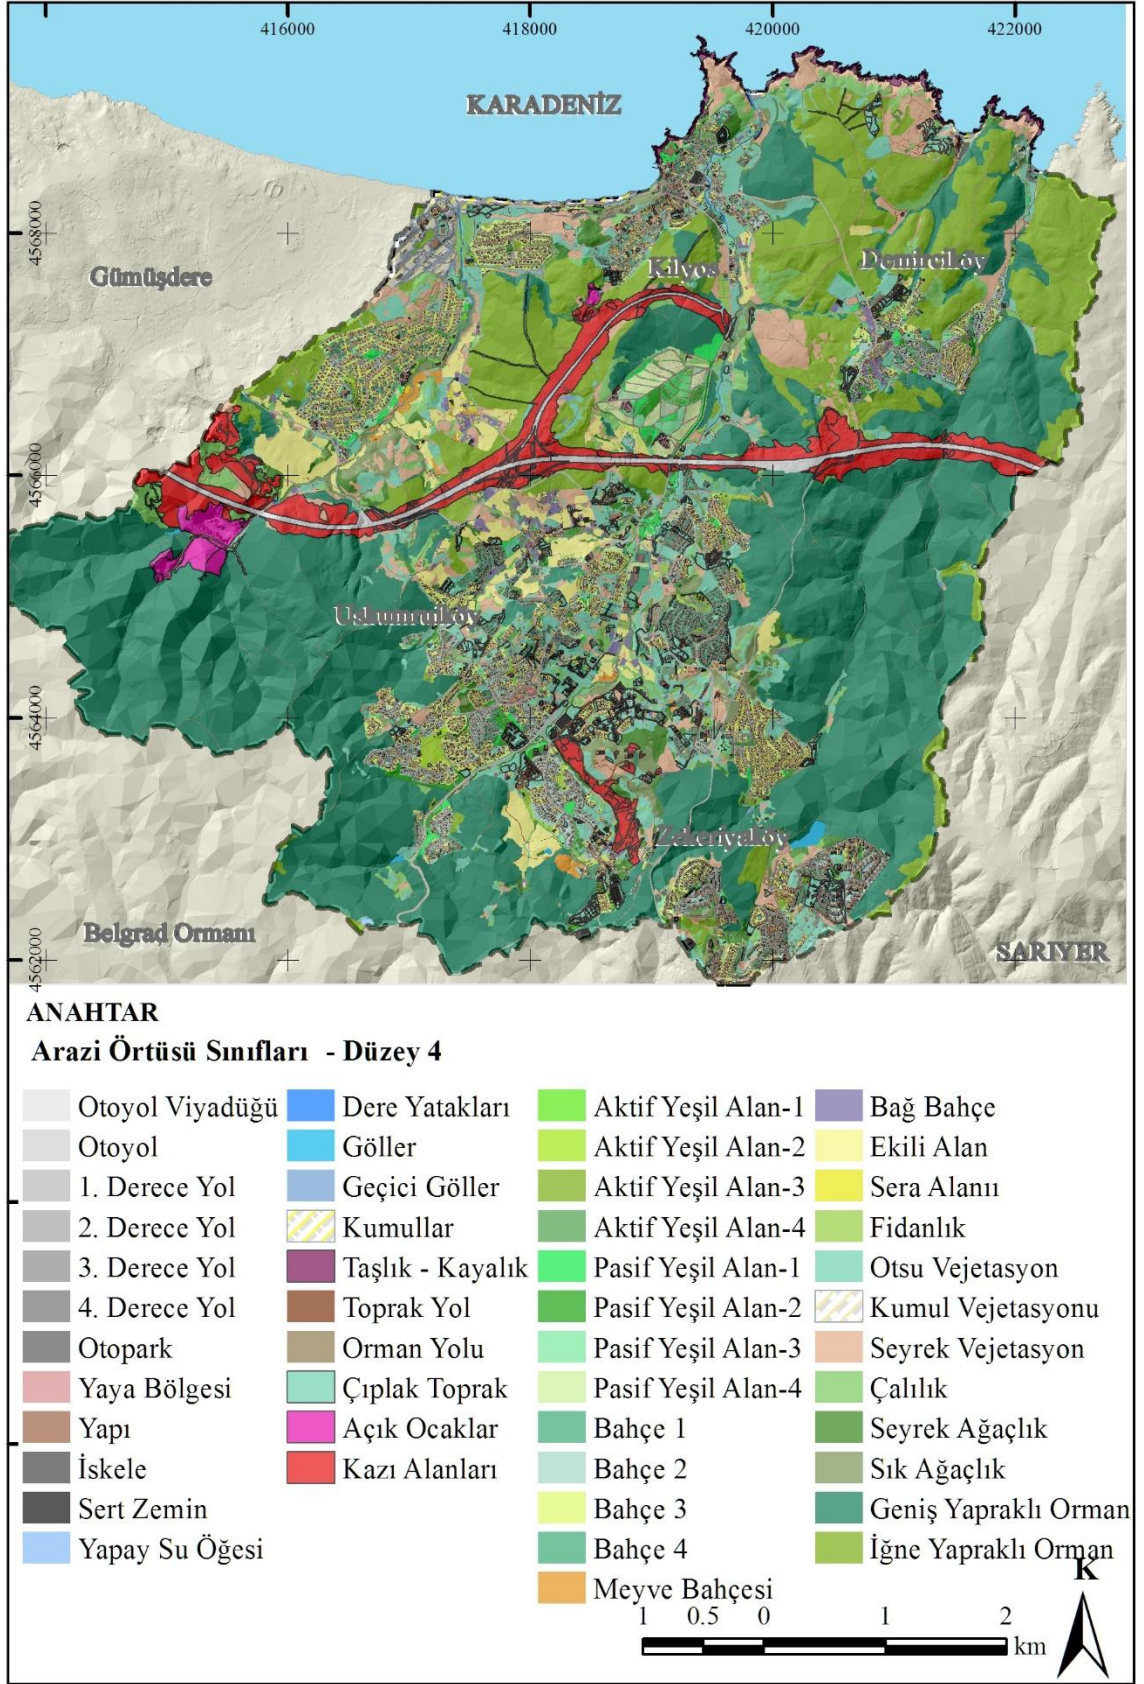 416000 418000 420000 422000
KARADENİZ
4568000
Gümüşdere
Kilyos
Demirciköy
4566000
Uskumruiköy
4564000
Zekeriyaköy
Belgrad Ormanı
SARIYER
4562000
ANAHTAR
Arazi Örtüsü Sınıfları - Düzey 4
Otoyol Viyadüğü
Otoyol
1. Derece Yol
2. Derece Yol
3. Derece Yol
4. Derece Yol
Otopark
Yaya Bölgesi
Yapı
İskele
Sert Zemin
Yapay Su Öğesi
Dere Yatakları
Göller
Geçici Göller
Kumullar
Taşlık - Kayalık
Toprak Yol
Orman Yolu
Çıplak Toprak
Açık Ocaklar
Kazı Alanları
Aktif Yeşil Alan-1
Aktif Yeşil Alan-2
Aktif Yeşil Alan-3
Aktif Yeşil Alan-4
Pasif Yeşil Alan-1
Pasif Yeşil Alan-2
Pasif Yeşil Alan-3
Pasif Yeşil Alan-4
Bahçe 1
Bahçe 2
Bahçe 3
Bahçe 4
Meyve Bahçesi
Bağ Bahçe
Ekili Alan
Sera Alanıı
Fidanlık
Otsu Vejetasyon
Kumul Vejetasyonu
Seyrek Vejetasyon
Çalılık
Seyrek Ağaçlık
Sık Ağaçlık
Geniş Yapraklı Orman
İğne Yapraklı Orman
K
1 0.5 0 1 2
km